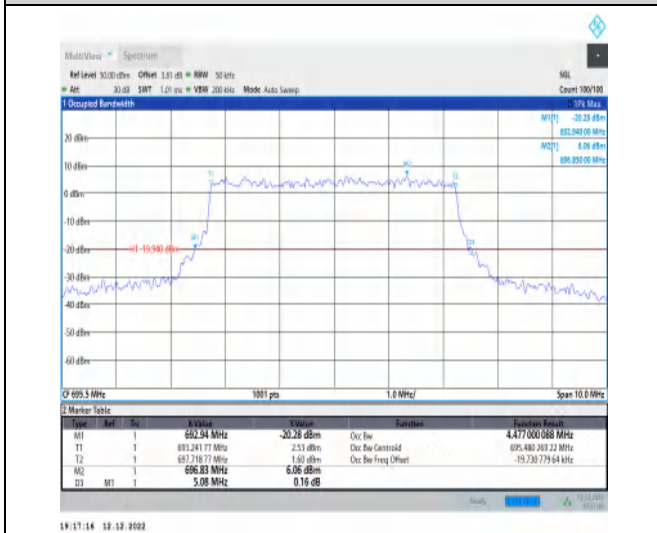 MultiView Spectrum
Ref Level 30.00 dBm Offset 3.81 dB RBW 50 kHz SGL
Att 30 dB SWT 1.01 ms VBW 200 kHz Mode Auto Sweep Count 100/100
1 Occupied Bandwidth 1Pk Max
M1[1] -20.28 dBm
692.940 00 MHz
M2[1] 6.06 dBm
696.830 00 MHz
20 dBm
10 dBm
M2
T1 T2
0 dBm
-10 dBm
M1
-20 dBm H1 -19.940 dBm D3
-30 dBm
-40 dBm
-50 dBm
-60 dBm
CF 695.5 MHz 1001 pts 1.0 MHz/ Span 10.0 MHz
2 Marker Table
Type Ref Trc X-Value Y-Value Function Function Result
M1 1 692.94 MHz -20.28 dBm Occ Bw 4.477 000 088 MHz
T1 1 693.241 77 MHz 2.53 dBm Occ Bw Centroid 695.480 269 22 MHz
T2 1 697.718 77 MHz 1.60 dBm Occ Bw Freq Offset -19.730 779 64 kHz
M2 1 696.83 MHz 6.06 dBm
D3 M1 1 5.08 MHz 0.16 dB
Ready
19:17:16 12.12.2022